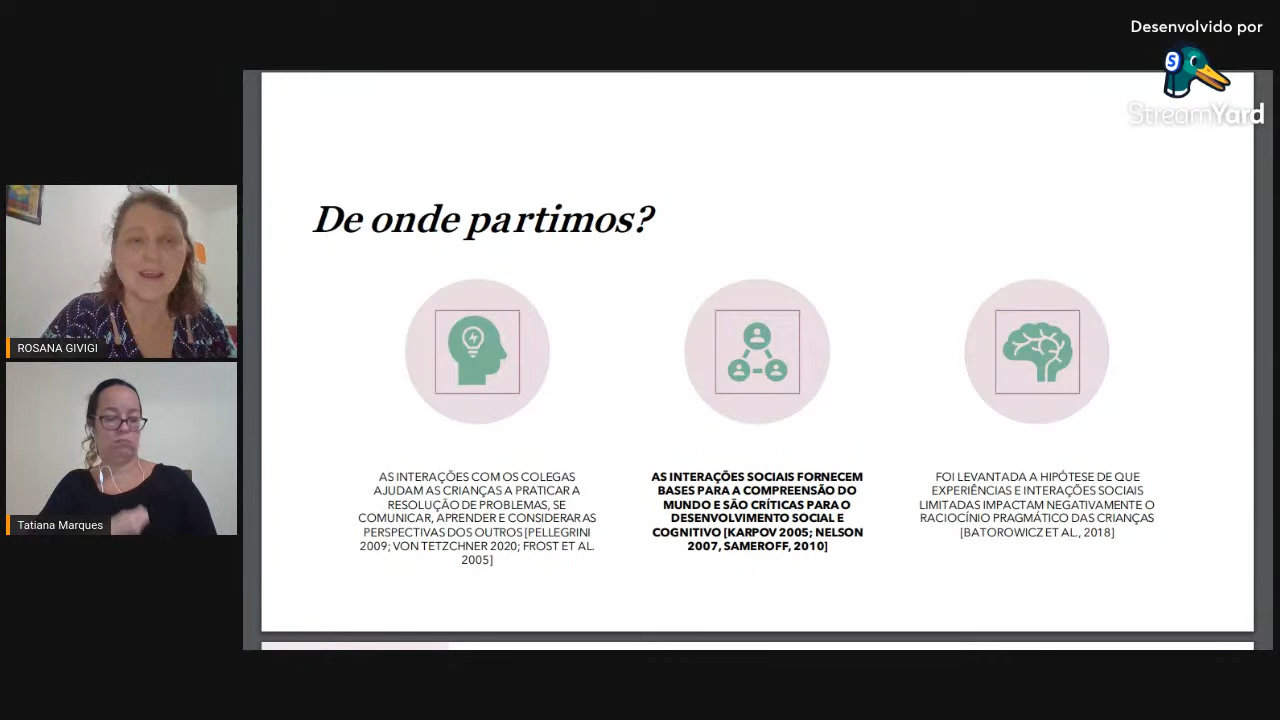 Desenvolvido por
StreamYard
De onde partimos?
AS INTERAÇÕES COM OS COLEGAS
AJUDAM AS CRIANÇAS A PRATICAR A
RESOLUÇÃO DE PROBLEMAS, SE
COMUNICAR, APRENDER E CONSIDERAR AS
PERSPECTIVAS DOS OUTROS [PELLEGRINI
2009; VON TETZCHNER 2020; FROST ET AL.
2005]
AS INTERAÇÕES SOCIAIS FORNECEM
BASES PARA A COMPREENSÃO DO
MUNDO E SÃO CRÍTICAS PARA O
DESENVOLVIMENTO SOCIAL E
COGNITIVO [KARPOV 2005; NELSON
2007, SAMEROFF, 2010]
FOI LEVANTADA A HIPÓTESE DE QUE
EXPERIÊNCIAS E INTERAÇÕES SOCIAIS
LIMITADAS IMPACTAM NEGATIVAMENTE O
RACIOCÍNIO PRAGMÁTICO DAS CRIANÇAS
[BATOROWICZ ET AL., 2018]
ROSANA GIVIGI
Tatiana Marques